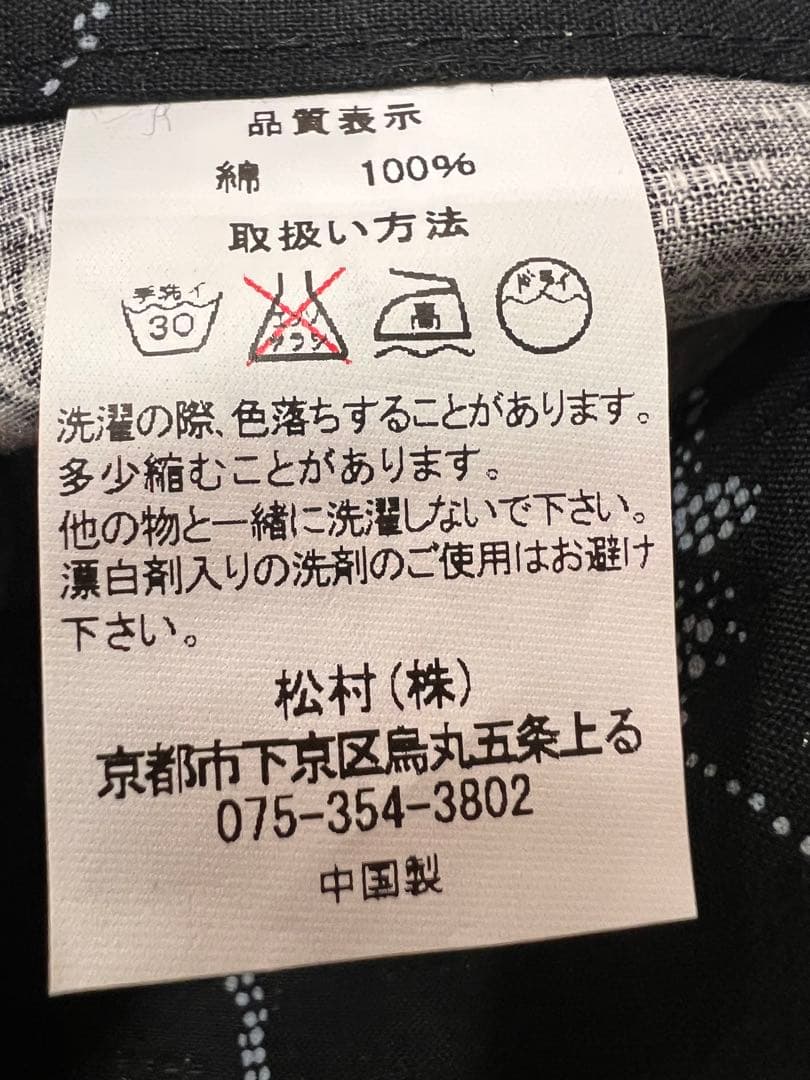 品質表示
綿 100%
取扱い方法
手洗イ 30 エンソ サラシ 高 ドライ
洗濯の際、色落ちすることがあります。
多少縮むことがあります。
他の物と一緒に洗濯しないで下さい。
漂白剤入りの洗剤のご使用はお避け
下さい。
松村(株)
京都市下京区烏丸五条上る
075-354-3802
中国製